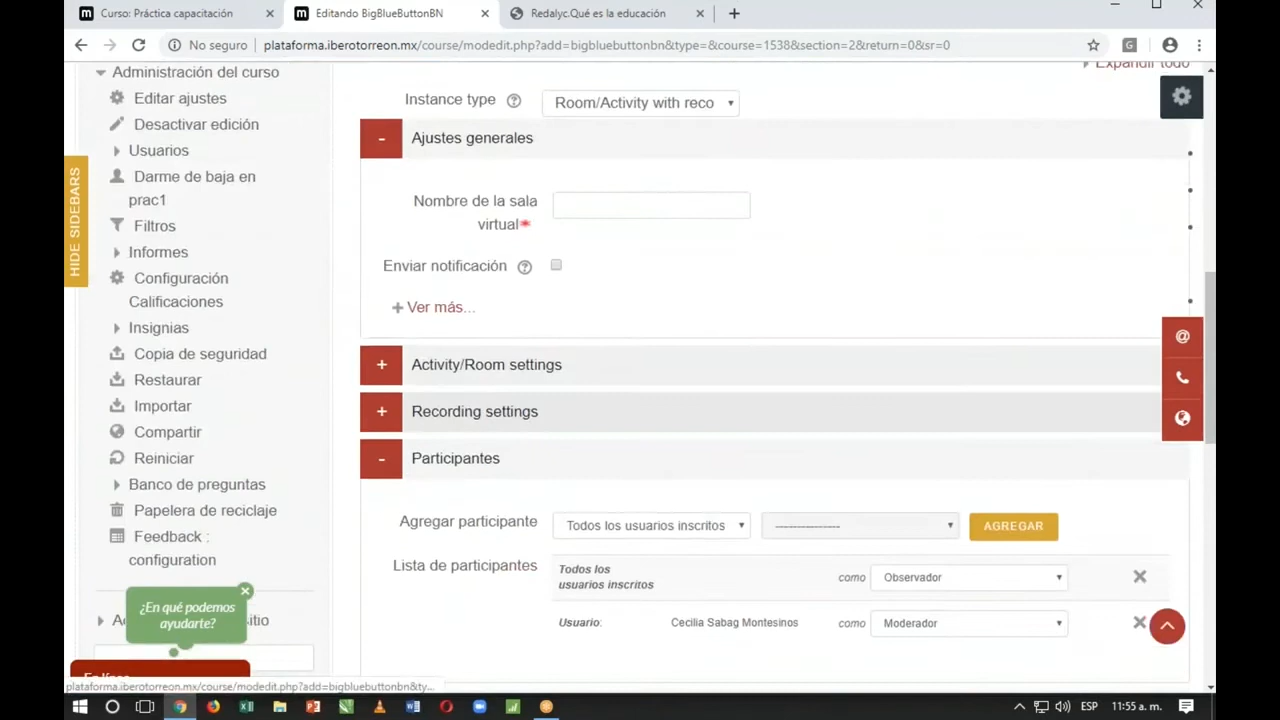 Curso: Práctica capacitación
Editando BigBlueButtonBN
Redalyc.Qué es la educación
No seguro
plataforma.iberotorreon.mx/course/modedit.php?add=bigbluebuttonbn&type=&course=1538&section=2&return=0&sr=0
Administración del curso
Editar ajustes
Desactivar edición
Usuarios
Darme de baja en
prac1
Filtros
Informes
Configuración
Calificaciones
Insignias
Copia de seguridad
Restaurar
Importar
Compartir
Reiniciar
Banco de preguntas
Papelera de reciclaje
Feedback :
configuration
¿En qué podemos
ayudarte?
HIDE SIDEBARS
Expandir todo
Instance type
Room/Activity with reco
- Ajustes generales
Nombre de la sala
virtual*
Enviar notificación
Ver más...
+ Activity/Room settings
+ Recording settings
- Participantes
Agregar participante
Todos los usuarios inscritos
---------------
AGREGAR
Lista de participantes
Todos los
usuarios inscritos
como
Observador
Usuario:
Cecilia Sabag Montesinos
como
Moderador
plataforma.iberotorreon.mx/course/modedit.php?add=bigbluebuttonbn&ty...
ESP
11:55 a. m.